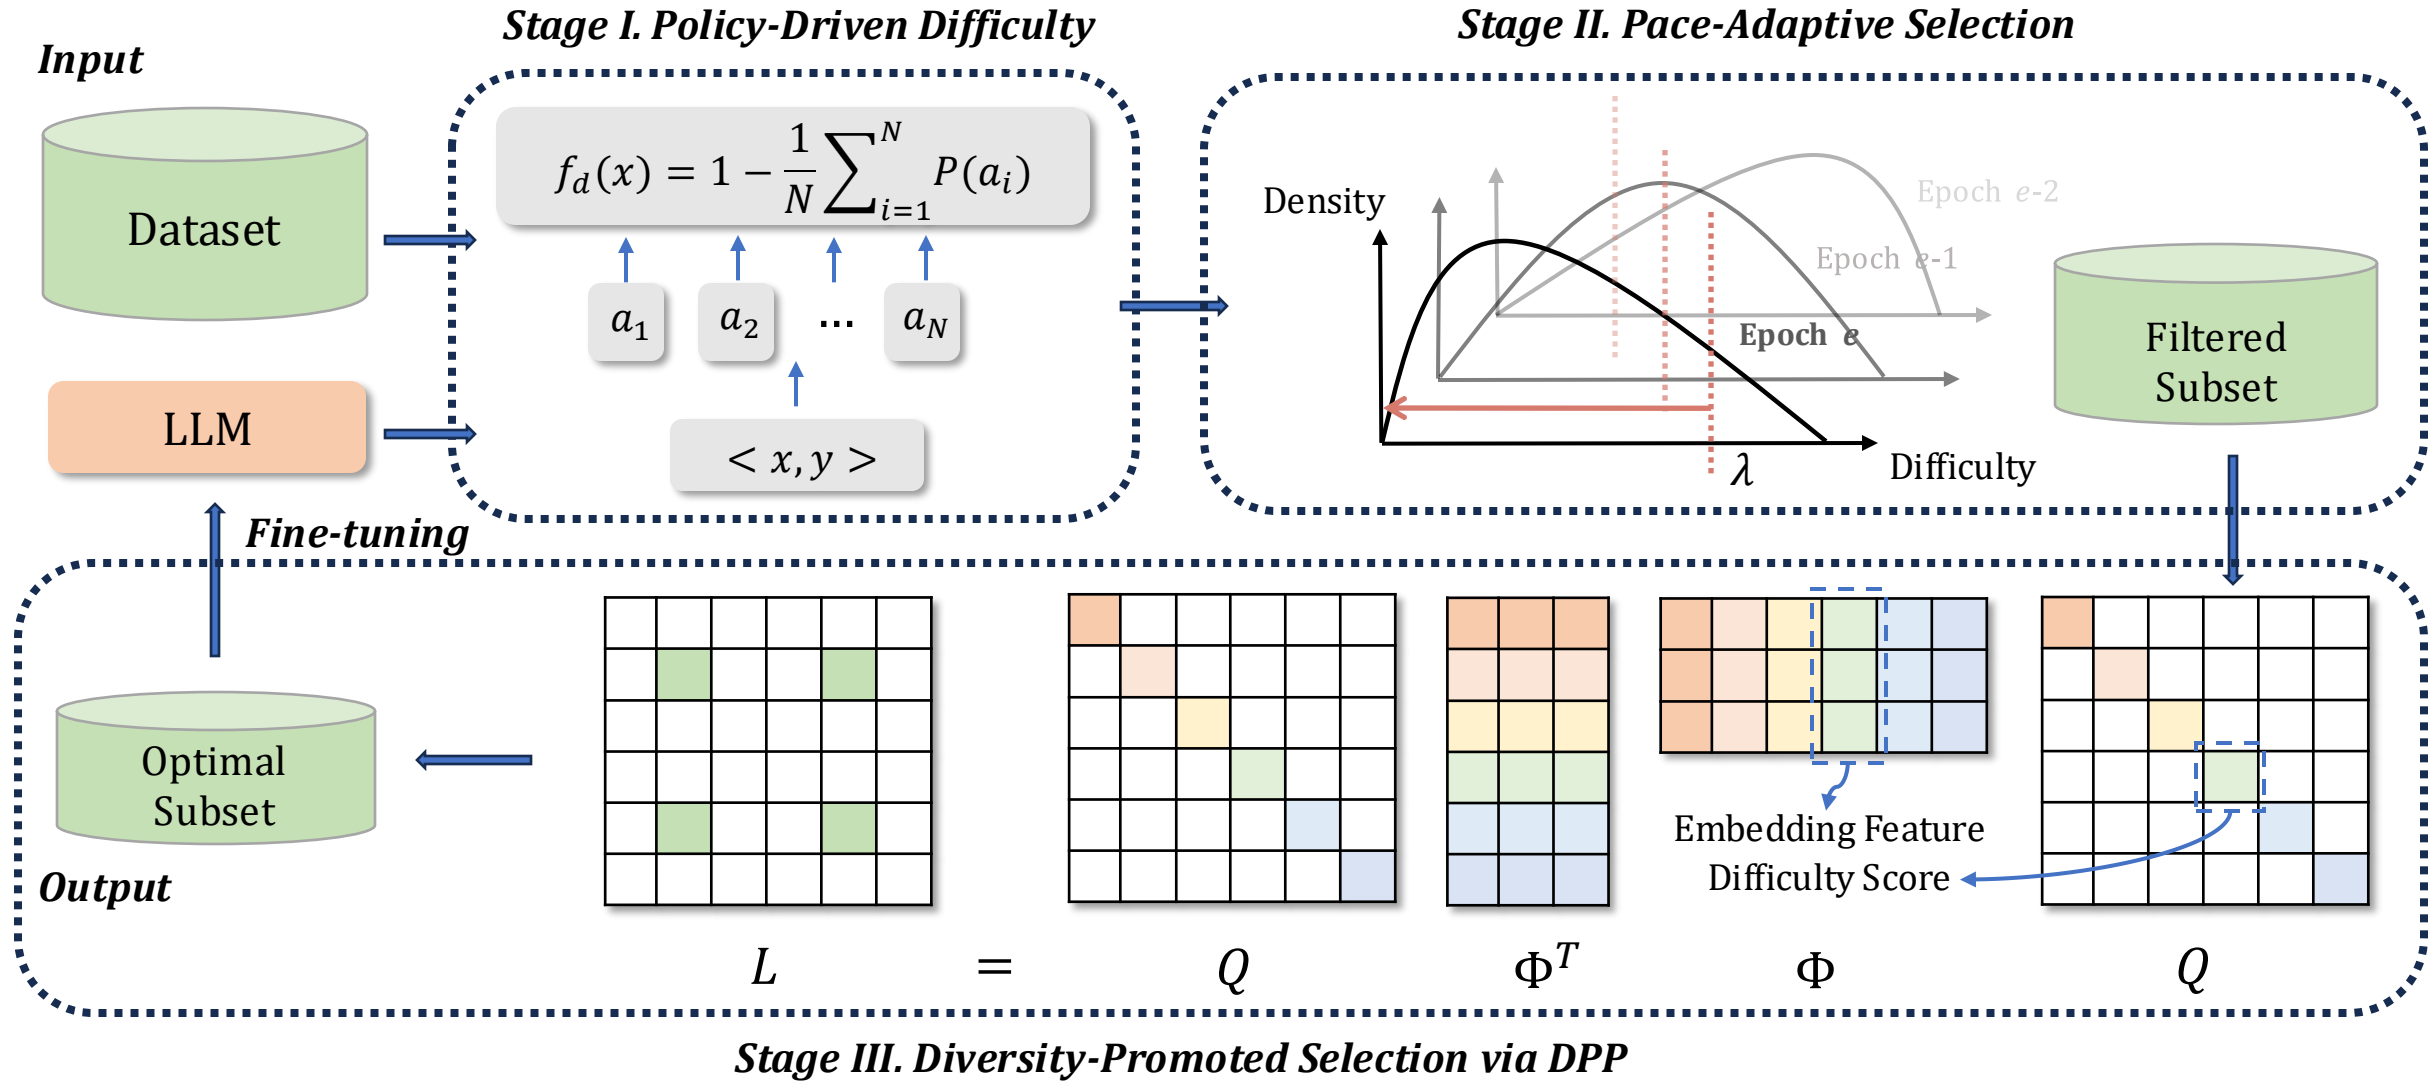 Stage I. Policy-Driven Difficulty
Stage II. Pace-Adaptive Selection
Input
Dataset
LLM
f_d(x) = 1 − \frac{1}{N} \sum_{i=1}^{N} P(a_i)
a_1
a_2
...
a_N
< x, y >
Density
Epoch e-2
Epoch e-1
Epoch e
λ
Difficulty
Filtered
Subset
Fine-tuning
Optimal
Subset
Output
Embedding Feature
Difficulty Score
L = Q Φ^T Φ Q
Stage III. Diversity-Promoted Selection via DPP